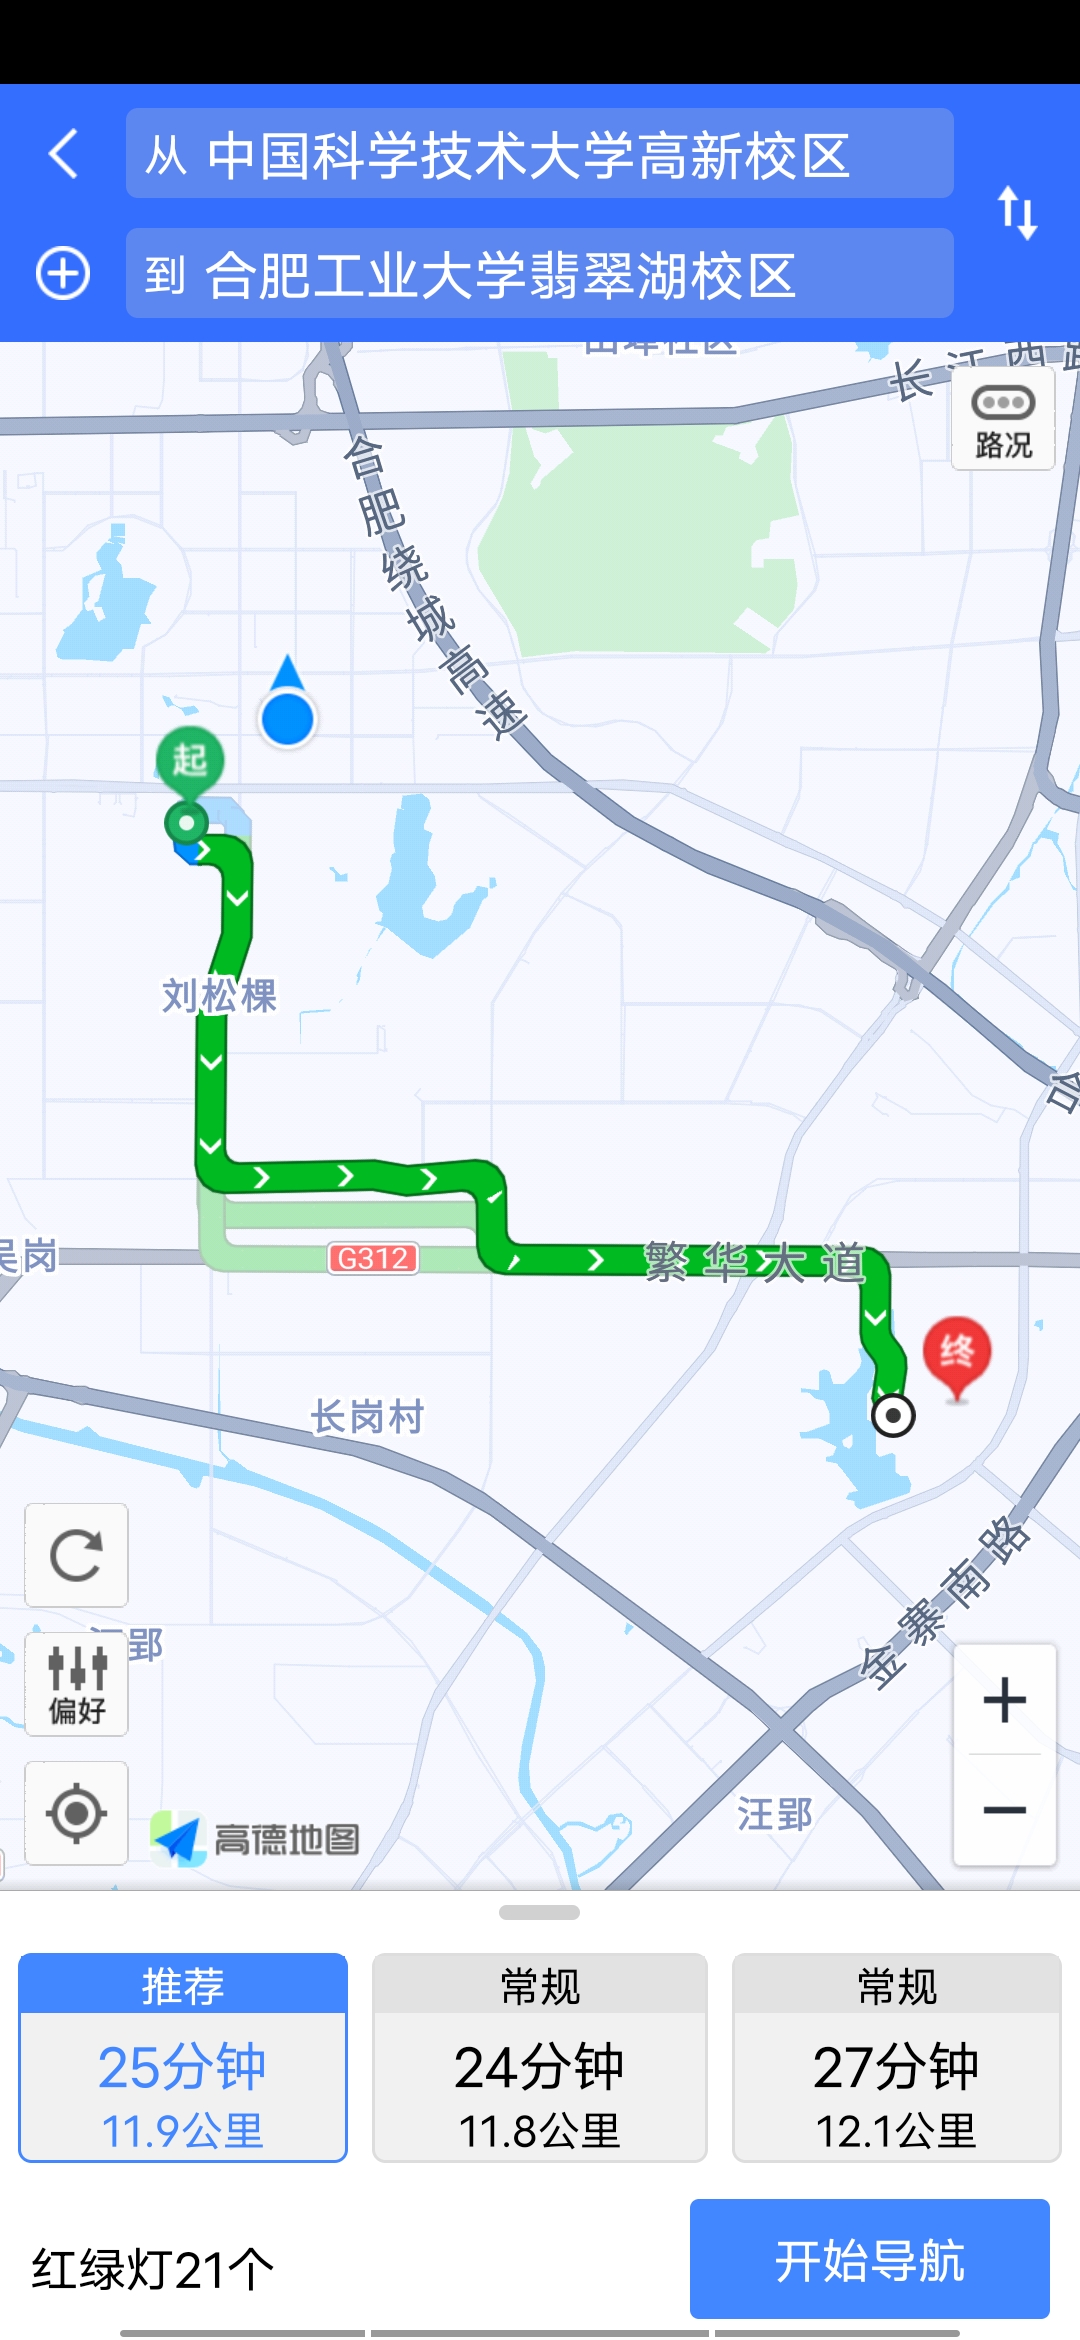 从 中国科学技术大学高新校区
到 合肥工业大学翡翠湖校区
长江西路
路况
合肥绕城高速
起
刘松棵
合
吴岗
G312
繁华大道
终
长岗村
金寨南路
郢
偏好
汪郢
高德地图
推荐
25分钟
11.9公里
常规
24分钟
11.8公里
常规
27分钟
12.1公里
红绿灯21个
开始导航